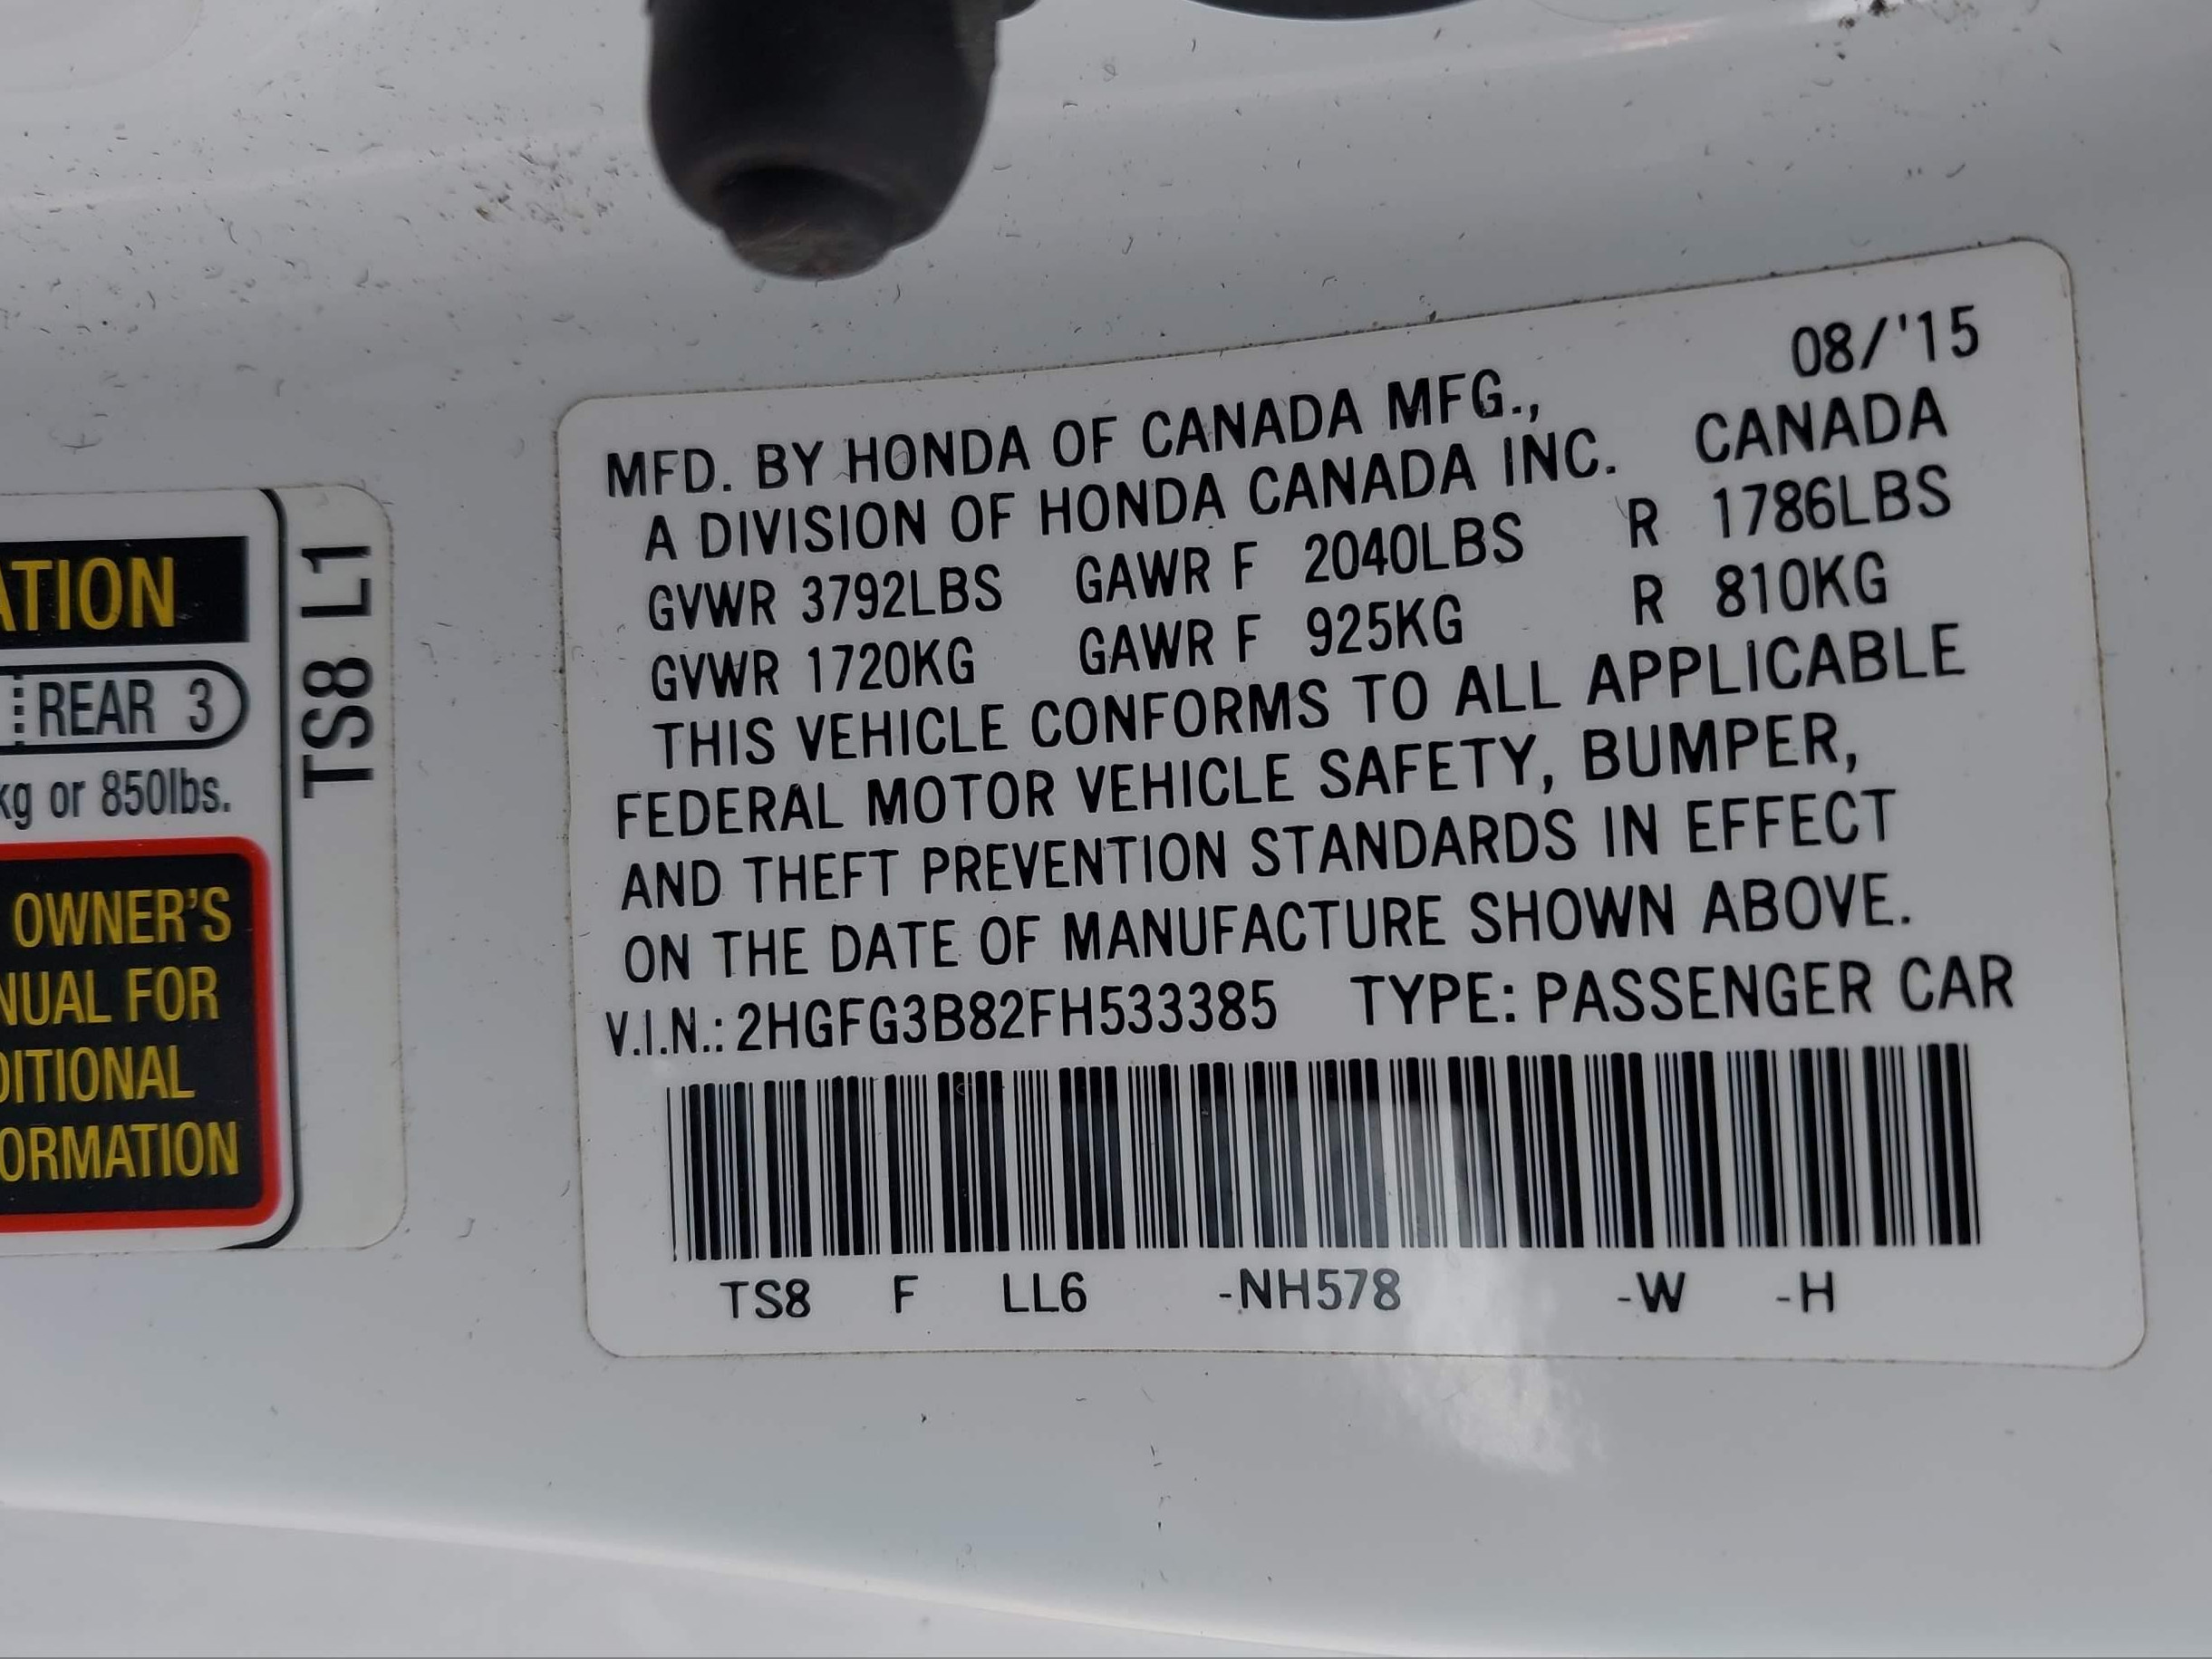 ATION
REAR 3
kg or 850lbs.
OWNER'S
NUAL FOR
DITIONAL
ORMATION
TS8 L1
08/'15
MFD. BY HONDA OF CANADA MFG.,
A DIVISION OF HONDA CANADA INC. CANADA
GVWR 3792LBS GAWR F 2040LBS R 1786LBS
GVWR 1720KG GAWR F 925KG R 810KG
THIS VEHICLE CONFORMS TO ALL APPLICABLE
FEDERAL MOTOR VEHICLE SAFETY, BUMPER,
AND THEFT PREVENTION STANDARDS IN EFFECT
ON THE DATE OF MANUFACTURE SHOWN ABOVE.
V.I.N.: 2HGFG3B82FH533385 TYPE: PASSENGER CAR
TS8 F LL6 -NH578 -W -H